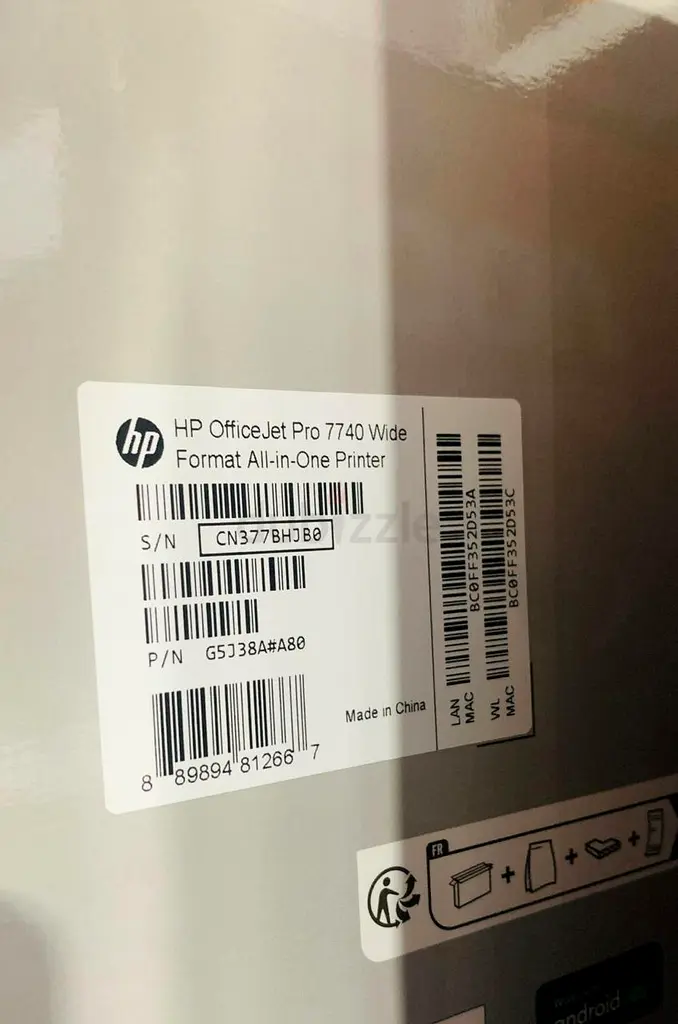 hp
HP OfficeJet Pro 7740 Wide
Format All-in-One Printer
S/N CN377BHJB0
P/N G5J38A#A80
8 89894 81266 7
Made in China
LAN MAC BC0FF352D53A
WL MAC BC0FF352D53C
FR
android